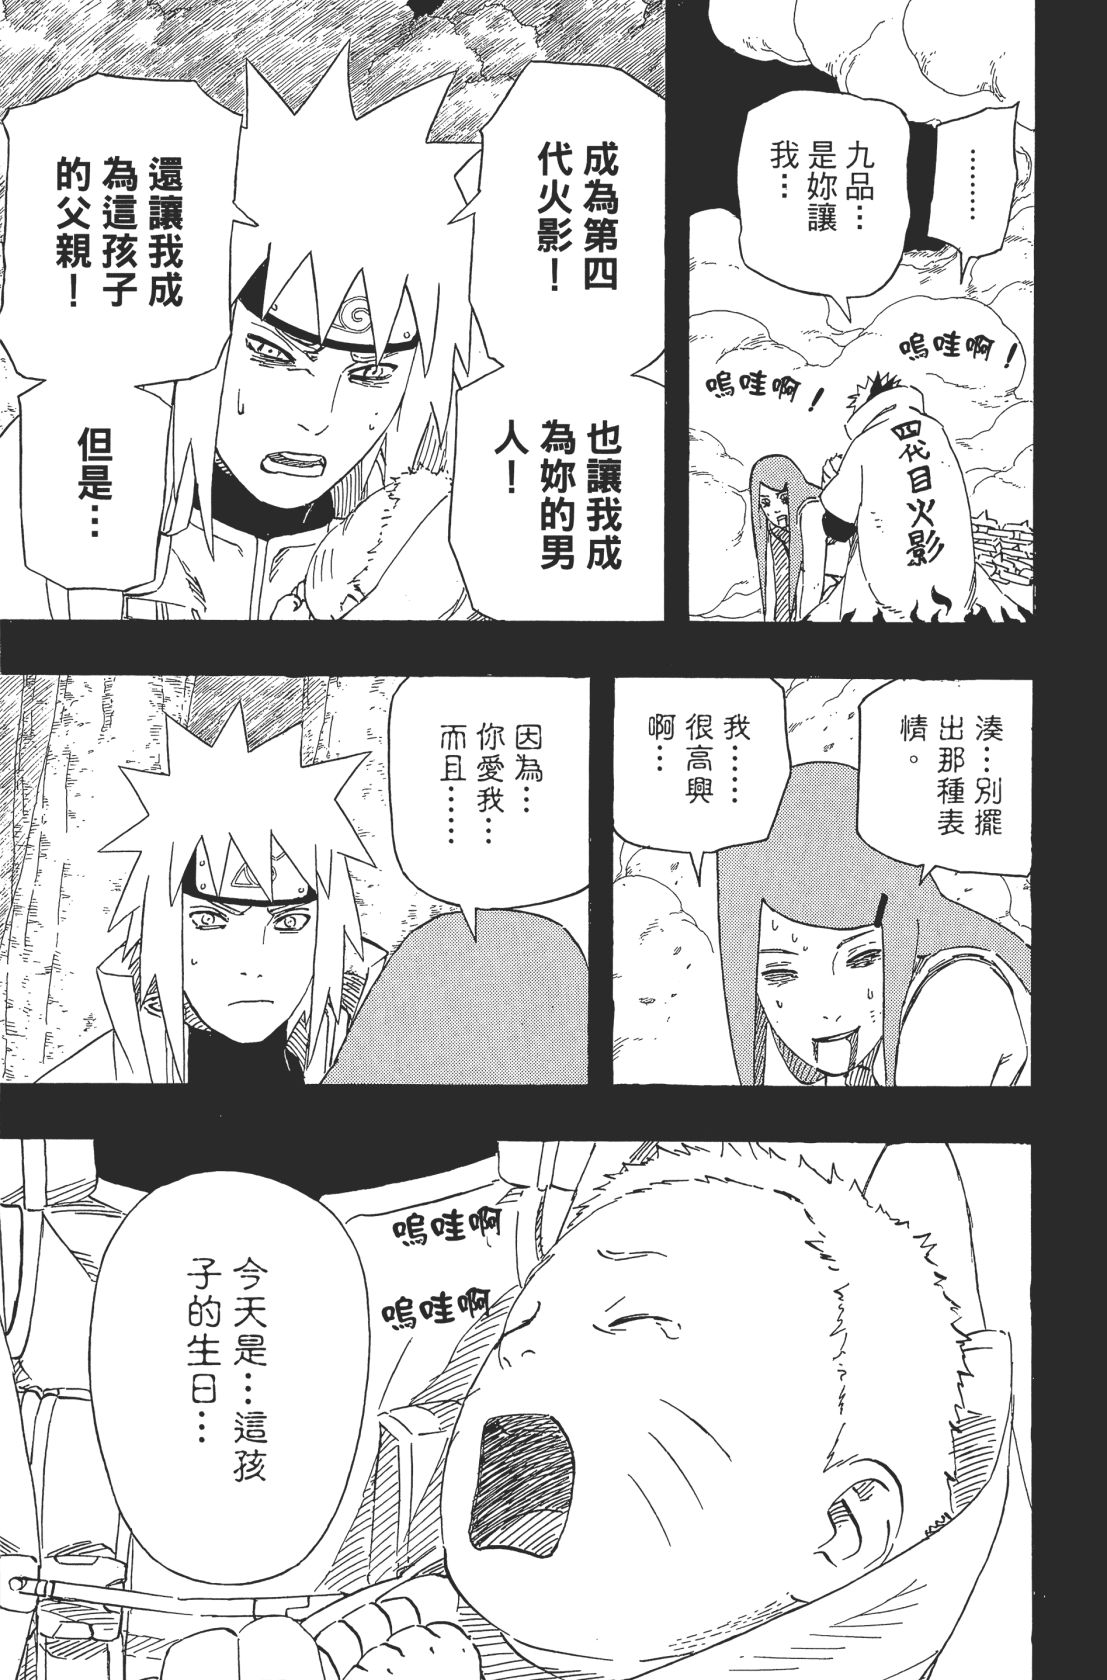 ………
九品…
是妳讓
我…
嗚哇啊！
嗚哇啊！
四代目火影
成為第四
代火影！
也讓我成
為妳的男
人！
還讓我成
為這孩子
的父親！
但是…
湊…別擺
出那種表
情。
我……
很高興
啊…
因為…
你愛我…
而且……
嗚哇啊
嗚哇啊
今天是…這孩
子的生日…